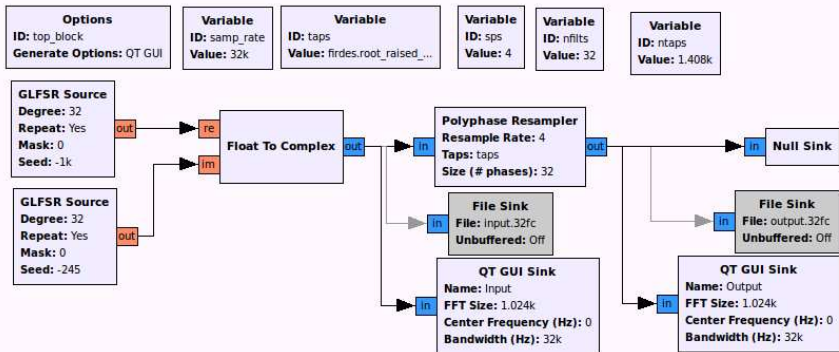 Options
ID: top_block
Generate Options: QT GUI
Variable
ID: samp_rate
Value: 32k
Variable
ID: taps
Value: firdes.root_raised_...
Variable
ID: sps
Value: 4
Variable
ID: nfilts
Value: 32
Variable
ID: ntaps
Value: 1.408k
GLFSR Source
Degree: 32
Repeat: Yes
Mask: 0
Seed: -1k
out
GLFSR Source
Degree: 32
Repeat: Yes
Mask: 0
Seed: -245
out
re
im
Float To Complex
out
in
Polyphase Resampler
Resample Rate: 4
Taps: taps
Size (# phases): 32
out
in
File Sink
File: input.32fc
Unbuffered: Off
in
QT GUI Sink
Name: Input
FFT Size: 1.024k
Center Frequency (Hz): 0
Bandwidth (Hz): 32k
in
Null Sink
in
File Sink
File: output.32fc
Unbuffered: Off
in
QT GUI Sink
Name: Output
FFT Size: 1.024k
Center Frequency (Hz): 0
Bandwidth (Hz): 32k